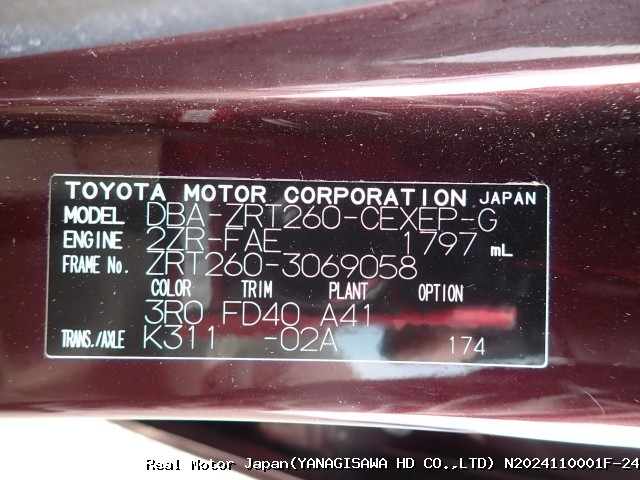 TOYOTA MOTOR CORPORATION JAPAN
MODEL DBA-ZRT260-CEXEP-G
ENGINE 2ZR-FAE 1797 mL
FRAME No. ZRT260-3069058
COLOR TRIM PLANT OPTION
3R0 FD40 A41
TRANS./AXLE K311 -02A 174
Real Motor Japan(YANAGISAWA HD CO.,LTD) N2024110001F-24